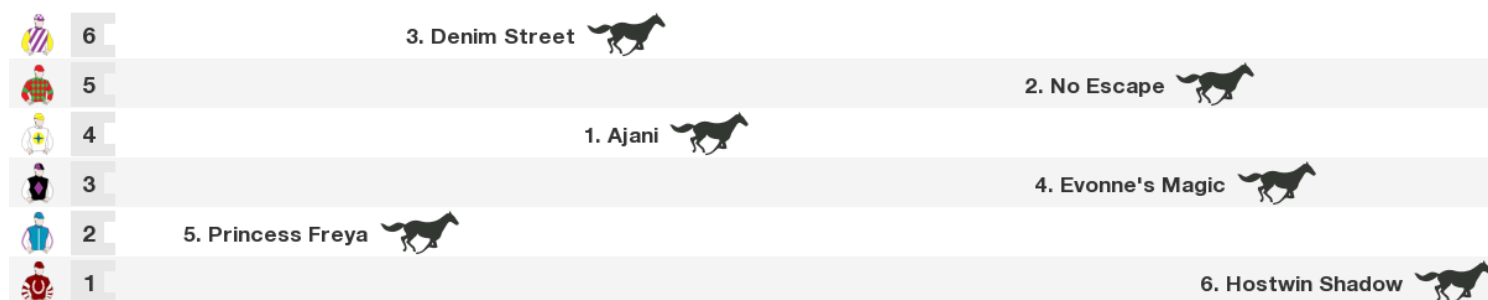 6 3. Denim Street
5 2. No Escape
4 1. Ajani
3 4. Evonne's Magic
2 5. Princess Freya
1 6. Hostwin Shadow